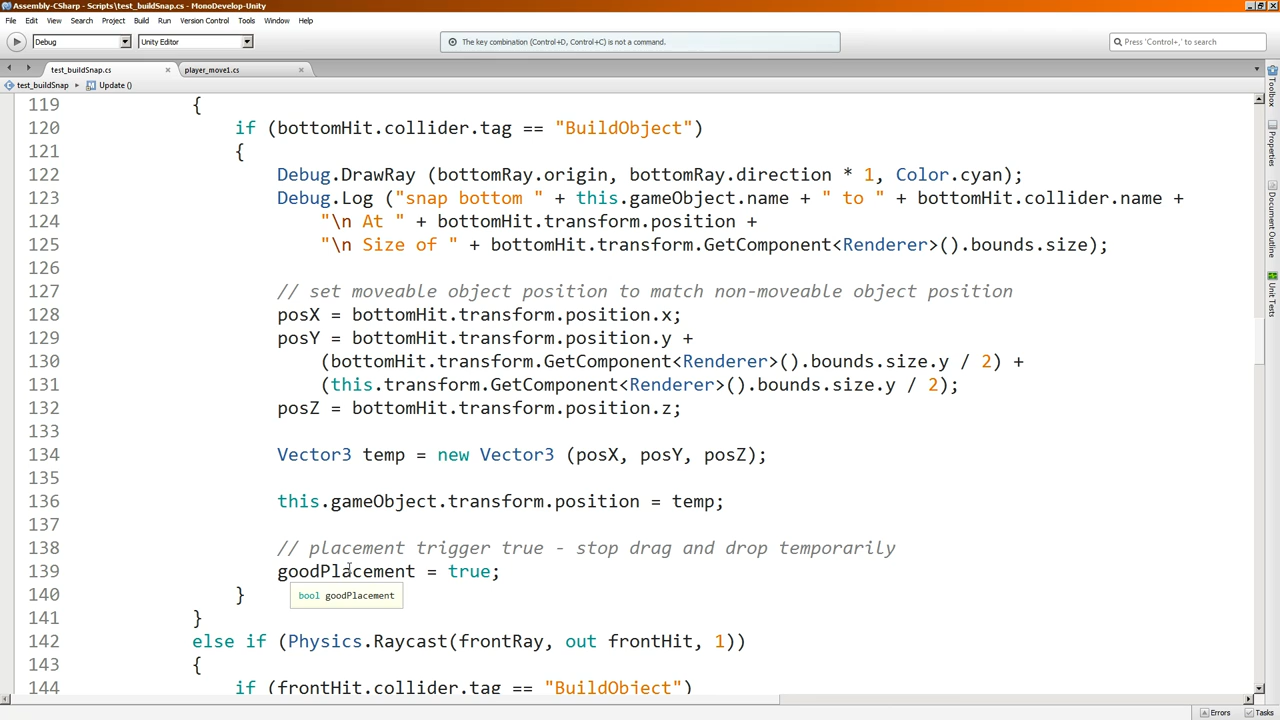 Assembly-CSharp - Scripts\test_buildSnap.cs - MonoDevelop-Unity
File Edit View Search Project Build Run Version Control Tools Window Help
Debug Unity Editor The key combination (Control+D, Control+C) is not a command. Press 'Control+,' to search
test_buildSnap.cs player_move1.cs
test_buildSnap Update ()
119 {
120 if (bottomHit.collider.tag == "BuildObject")
121 {
122 Debug.DrawRay (bottomRay.origin, bottomRay.direction * 1, Color.cyan);
123 Debug.Log ("snap bottom " + this.gameObject.name + " to " + bottomHit.collider.name +
124 "\n At " + bottomHit.transform.position +
125 "\n Size of " + bottomHit.transform.GetComponent<Renderer>().bounds.size);
126
127 // set moveable object position to match non-moveable object position
128 posX = bottomHit.transform.position.x;
129 posY = bottomHit.transform.position.y +
130 (bottomHit.transform.GetComponent<Renderer>().bounds.size.y / 2) +
131 (this.transform.GetComponent<Renderer>().bounds.size.y / 2);
132 posZ = bottomHit.transform.position.z;
133
134 Vector3 temp = new Vector3 (posX, posY, posZ);
135
136 this.gameObject.transform.position = temp;
137
138 // placement trigger true - stop drag and drop temporarily
139 goodPlacement = true;
140 }
bool goodPlacement
141 }
142 else if (Physics.Raycast(frontRay, out frontHit, 1))
143 {
144 if (frontHit.collider.tag == "BuildObject")
Toolbox
Properties
Document Outline
Unit Tests
Errors Tasks